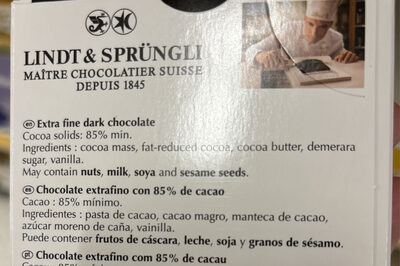 LINDT & SPRÜNGLI
MAÎTRE CHOCOLATIER SUISSE
DEPUIS 1845
Extra fine dark chocolate
Cocoa solids: 85% min.
Ingredients : cocoa mass, fat-reduced cocoa, cocoa butter, demerara
sugar, vanilla.
May contain nuts, milk, soya and sesame seeds.
Chocolate extrafino con 85% de cacao
Cacao : 85% mínimo.
Ingredientes : pasta de cacao, cacao magro, manteca de cacao,
azúcar moreno de caña, vainilla.
Puede contener frutos de cáscara, leche, soja y granos de sésamo.
Chocolate extrafino com 85% de cacau